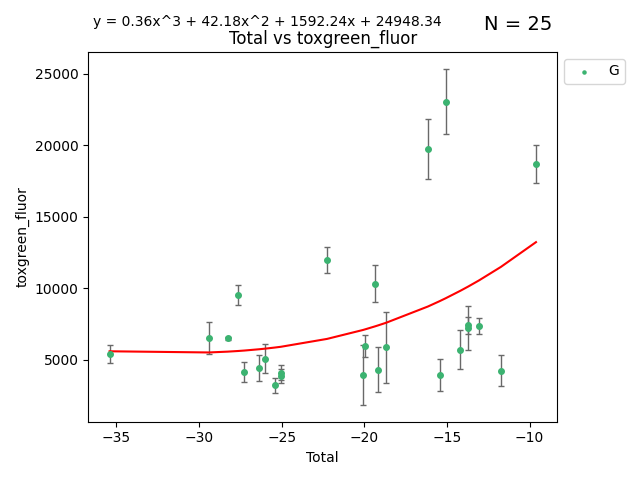 y = 0.36x^3 + 42.18x^2 + 1592.24x + 24948.34
N = 25
Total vs toxgreen_fluor
G
25000
20000
15000
10000
5000
toxgreen_fluor
−35
−30
−25
−20
−15
−10
Total